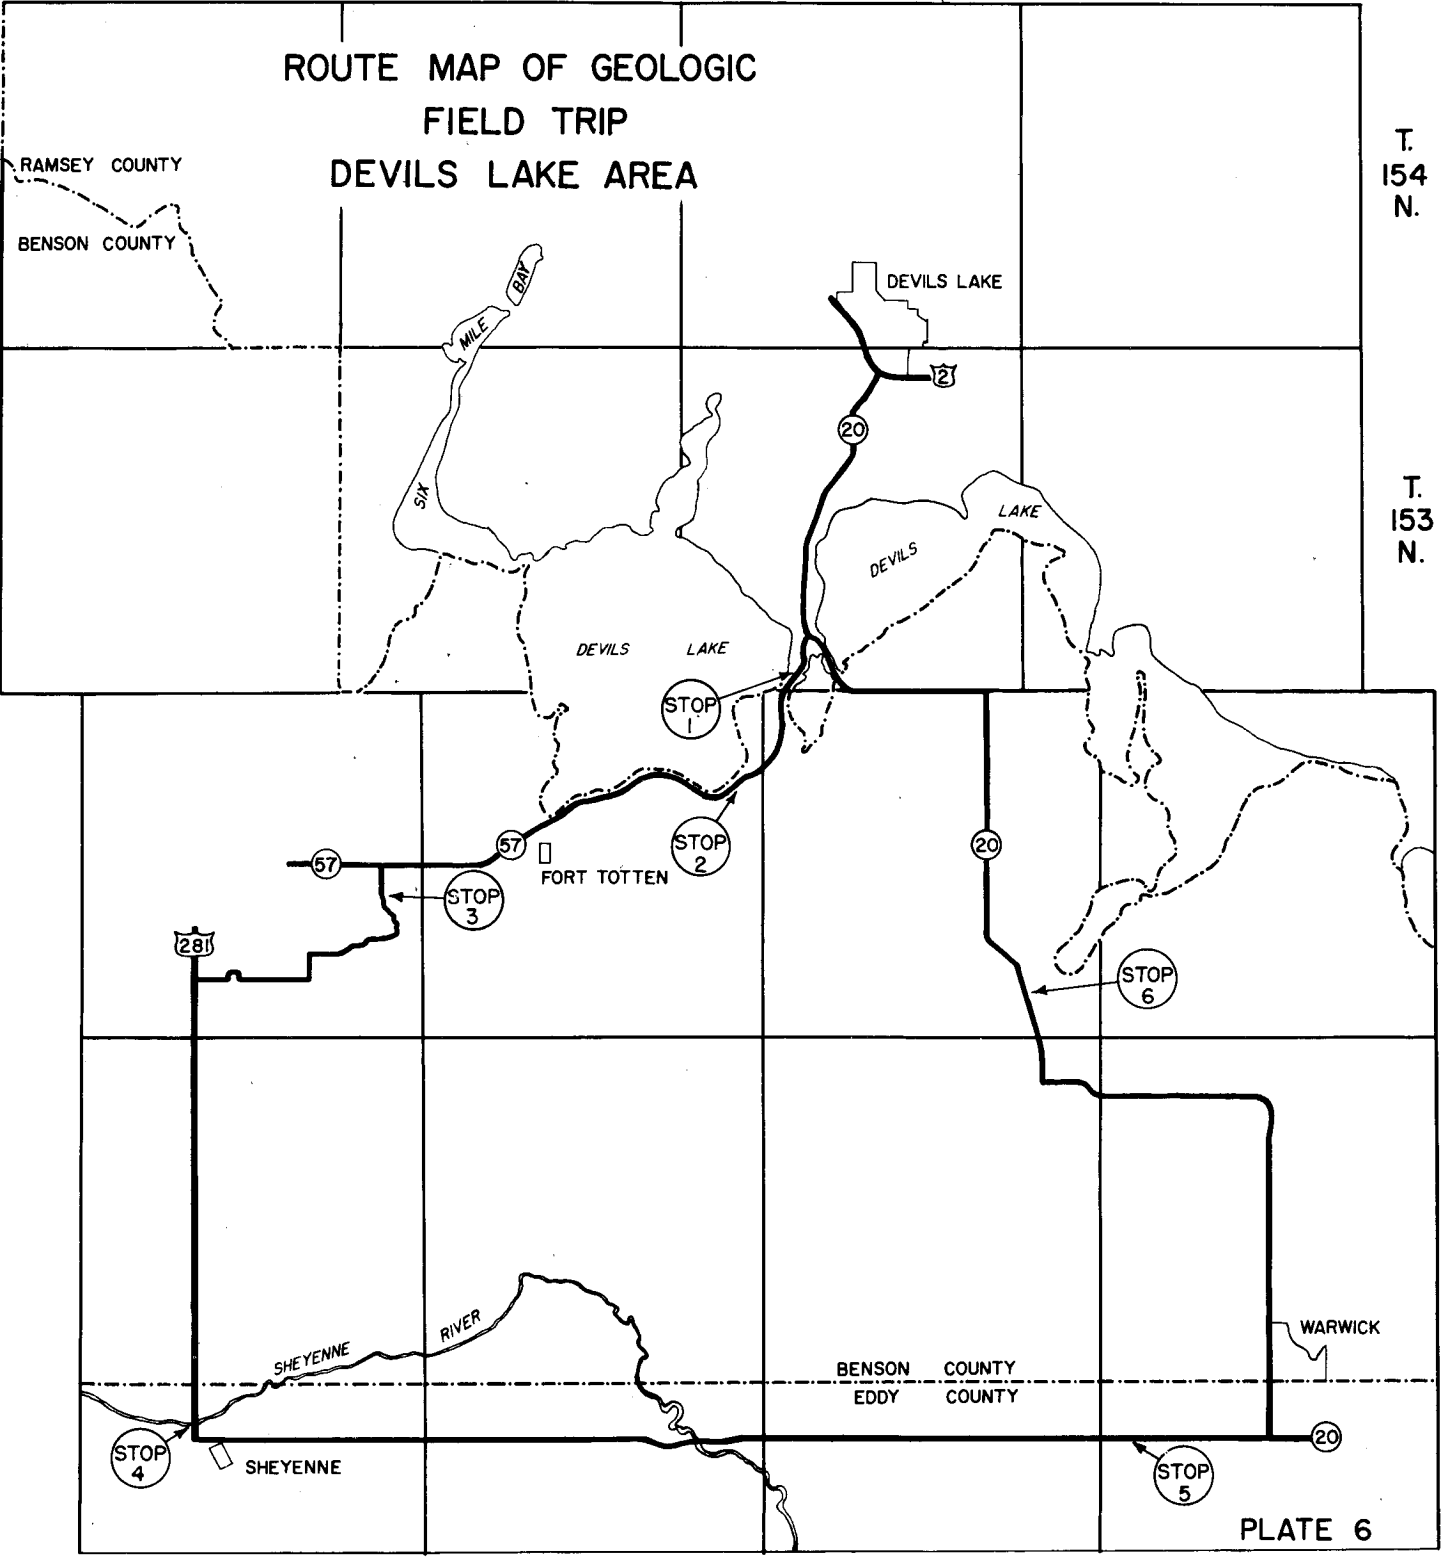 ROUTE MAP OF GEOLOGIC
FIELD TRIP
DEVILS LAKE AREA
T.
154
N.
RAMSEY COUNTY
BENSON COUNTY
BAY
MILE
SIX
DEVILS LAKE
2
20
T.
153
N.
LAKE
DEVILS
DEVILS LAKE
STOP
1
STOP
2
57
57
FORT TOTTEN
STOP
3
20
281
STOP
6
SHEYENNE RIVER
WARWICK
BENSON COUNTY
EDDY COUNTY
STOP
4
SHEYENNE
20
STOP
5
PLATE 6